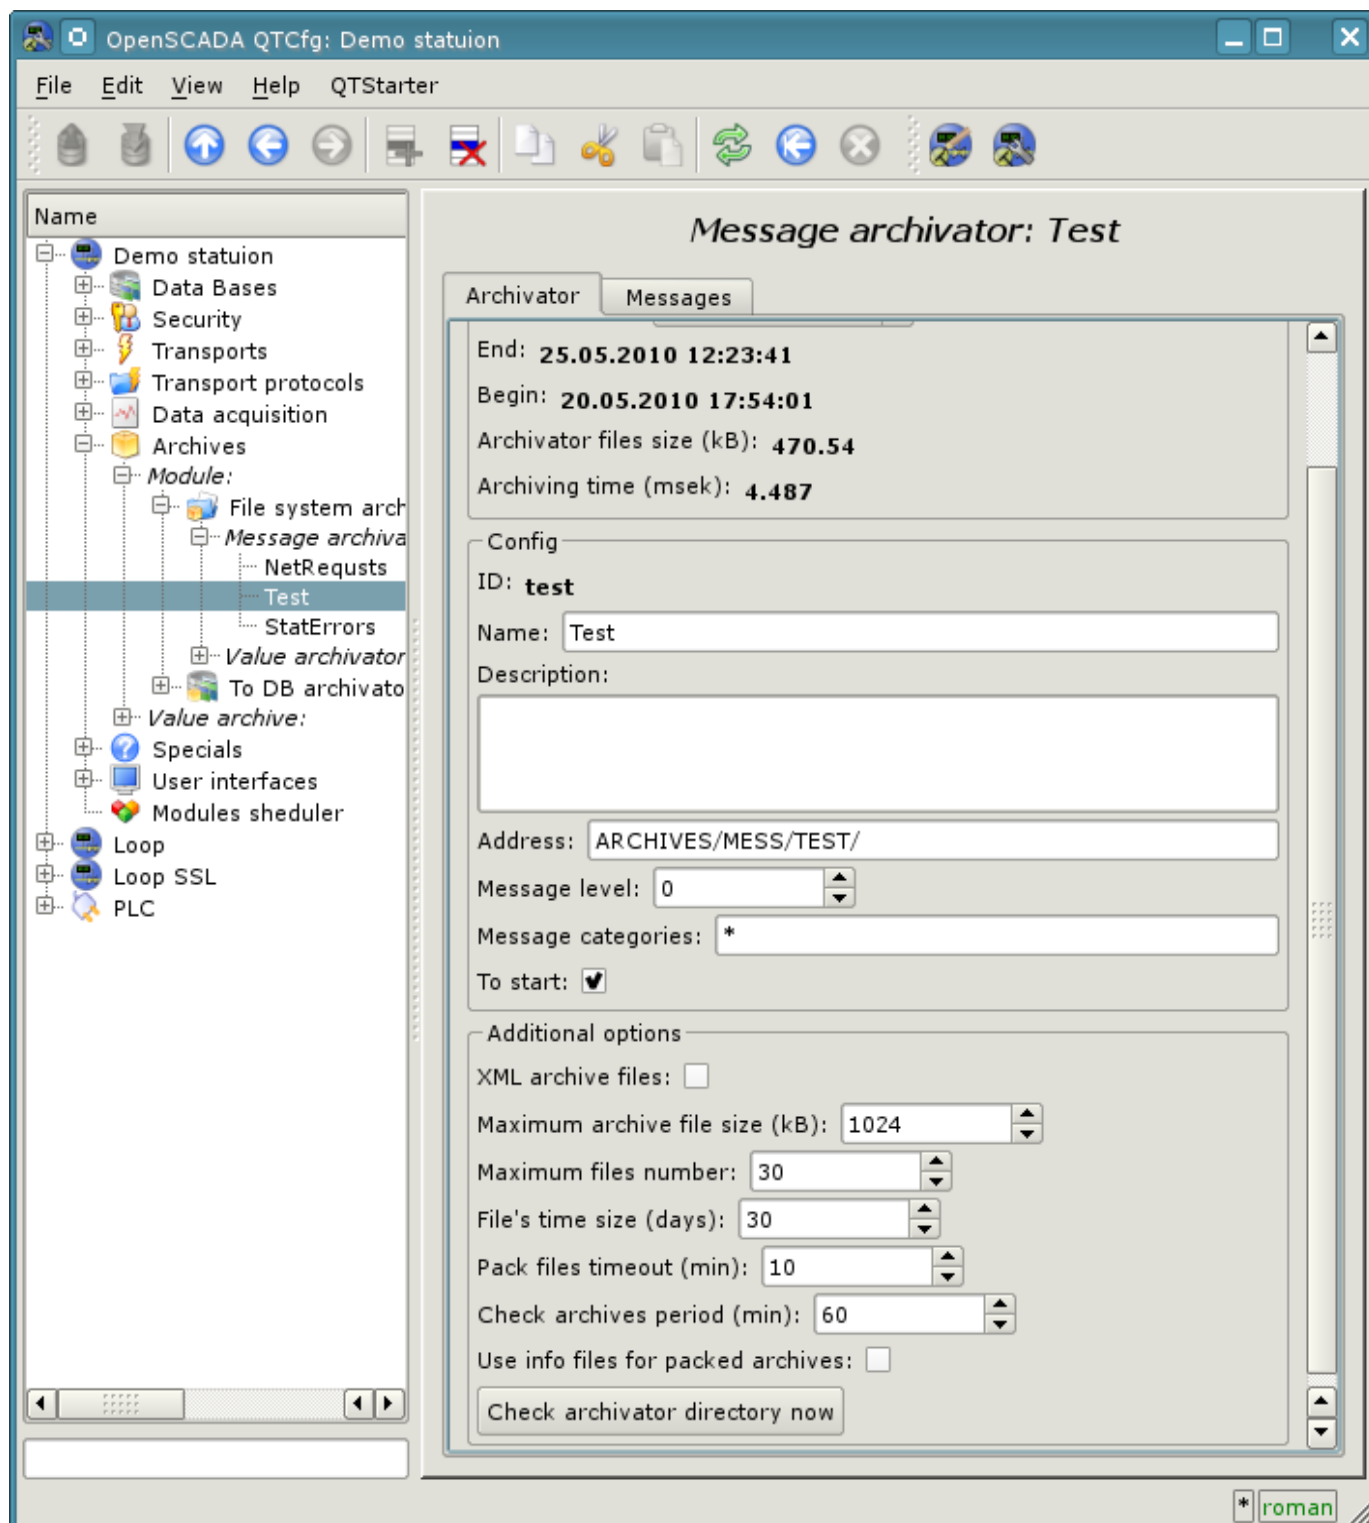 OpenSCADA QTCfg: Demo statuion
File Edit View Help QTStarter
Name
Demo statuion
Data Bases
Security
Transports
Transport protocols
Data acquisition
Archives
Module:
File system arch
Message archiva
NetRequsts
Test
StatErrors
Value archivator
To DB archivato
Value archive:
Specials
User interfaces
Modules sheduler
Loop
Loop SSL
PLC
Message archivator: Test
Archivator Messages
End: 25.05.2010 12:23:41
Begin: 20.05.2010 17:54:01
Archivator files size (kB): 470.54
Archiving time (msek): 4.487
Config
ID: test
Name: Test
Description:
Address: ARCHIVES/MESS/TEST/
Message level: 0
Message categories: *
To start:
Additional options
XML archive files:
Maximum archive file size (kB): 1024
Maximum files number: 30
File's time size (days): 30
Pack files timeout (min): 10
Check archives period (min): 60
Use info files for packed archives:
Check archivator directory now
* roman